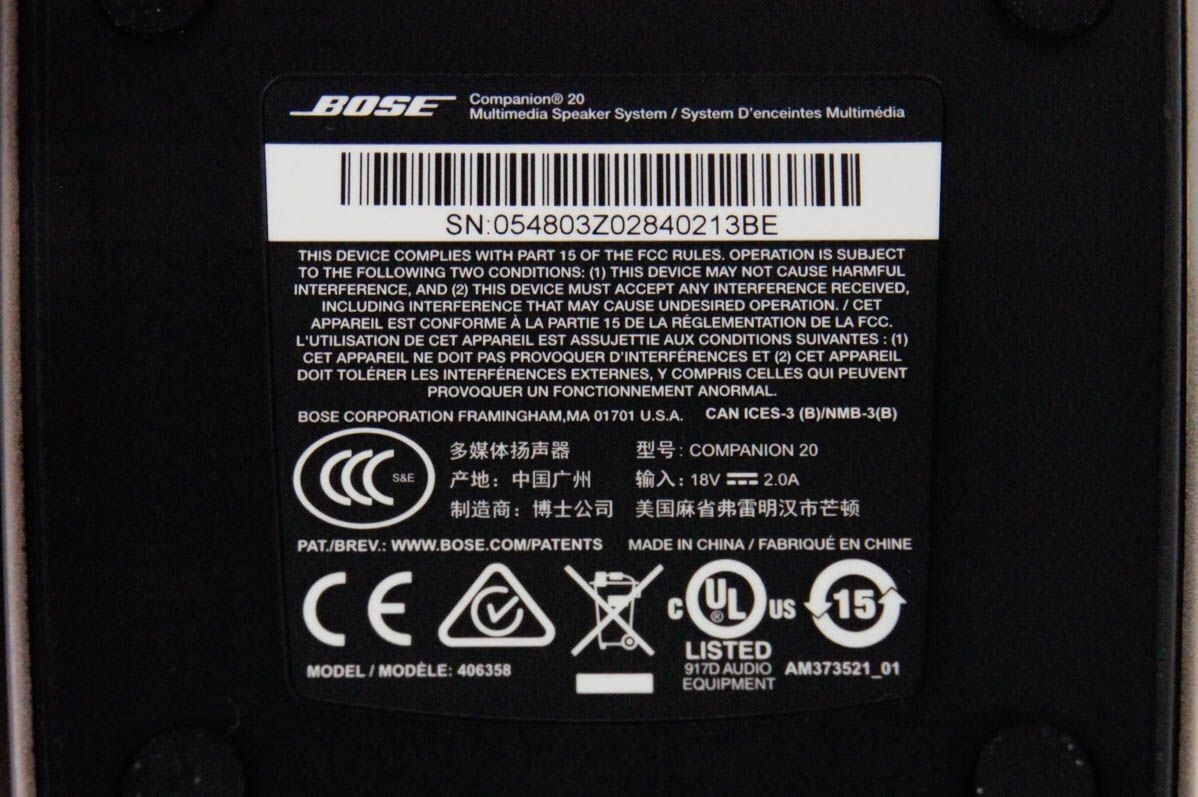 BOSE Companion® 20
Multimedia Speaker System / System D'enceintes Multimédia
SN:054803Z02840213BE
THIS DEVICE COMPLIES WITH PART 15 OF THE FCC RULES. OPERATION IS SUBJECT
TO THE FOLLOWING TWO CONDITIONS: (1) THIS DEVICE MAY NOT CAUSE HARMFUL
INTERFERENCE, AND (2) THIS DEVICE MUST ACCEPT ANY INTERFERENCE RECEIVED,
INCLUDING INTERFERENCE THAT MAY CAUSE UNDESIRED OPERATION. / CET
APPAREIL EST CONFORME À LA PARTIE 15 DE LA RÉGLEMENTATION DE LA FCC.
L'UTILISATION DE CET APPAREIL EST ASSUJETTIE AUX CONDITIONS SUIVANTES : (1)
CET APPAREIL NE DOIT PAS PROVOQUER D'INTERFÉRENCES ET (2) CET APPAREIL
DOIT TOLÉRER LES INTERFÉRENCES EXTERNES, Y COMPRIS CELLES QUI PEUVENT
PROVOQUER UN FONCTIONNEMENT ANORMAL.
BOSE CORPORATION FRAMINGHAM,MA 01701 U.S.A. CAN ICES-3 (B)/NMB-3(B)
CCC S&E
多媒体扬声器 型号: COMPANION 20
产地: 中国广州 输入: 18V 2.0A
制造商: 博士公司 美国麻省弗雷明汉市芒顿
PAT./BREV.: WWW.BOSE.COM/PATENTS MADE IN CHINA / FABRIQUÉ EN CHINE
CE C UL ® US 15
LISTED
MODEL / MODÈLE: 406358 917D AUDIO AM373521_01
EQUIPMENT